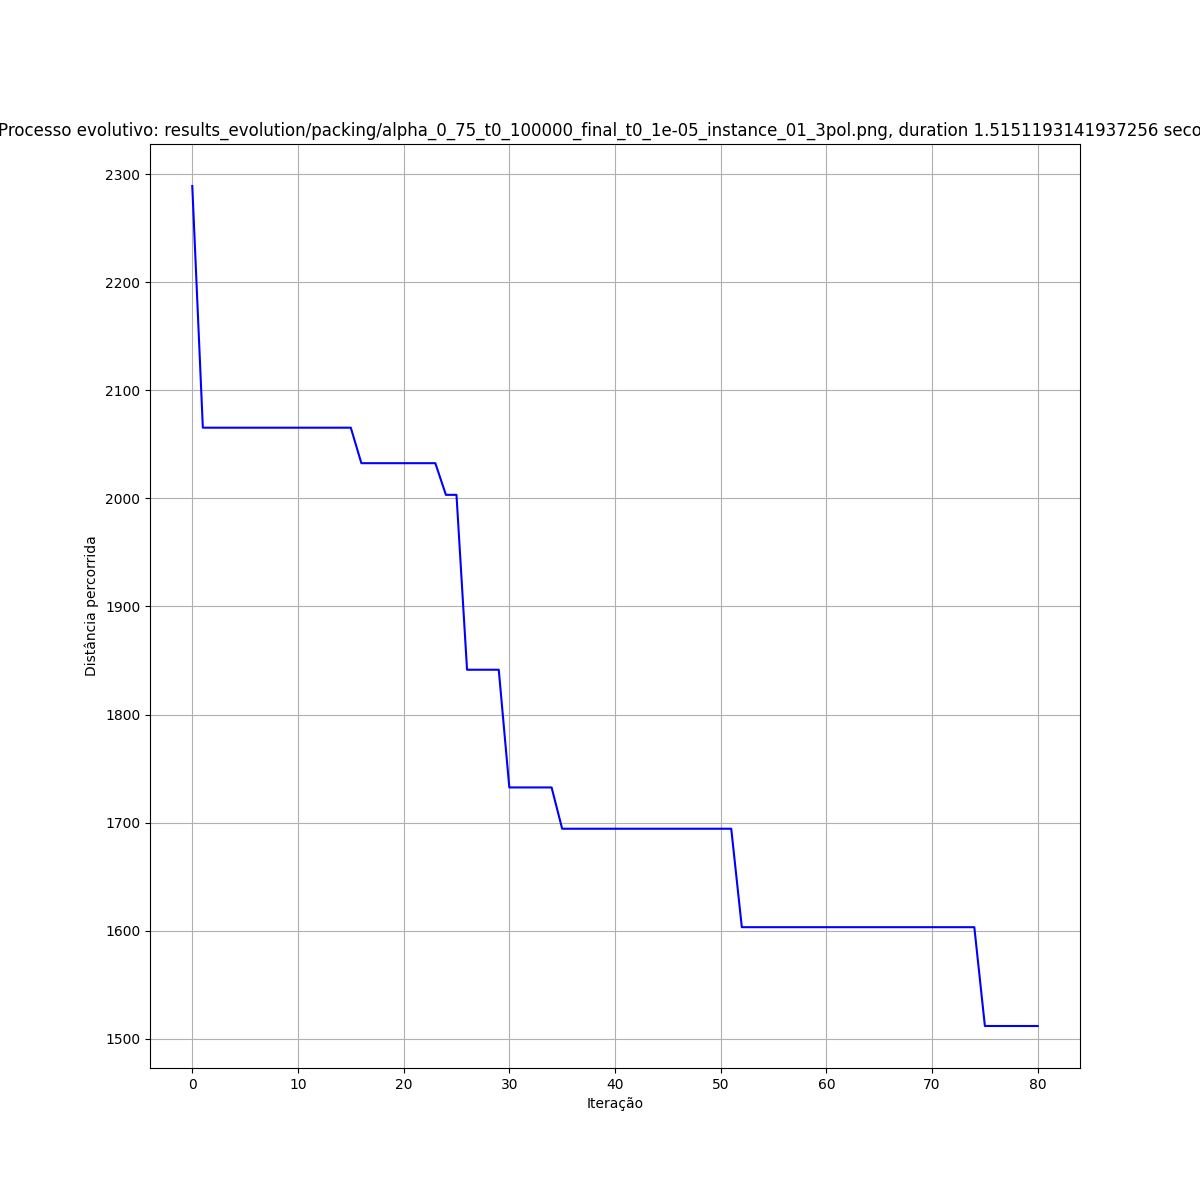 Processo evolutivo: results_evolution/packing/alpha_0_75_t0_100000_final_t0_1e-05_instance_01_3pol.png, duration 1.5151193141937256 seco
2300
2200
2100
2000
1900
1800
1700
1600
1500
Distância percorrida
0 10 20 30 40 50 60 70 80
Iteração